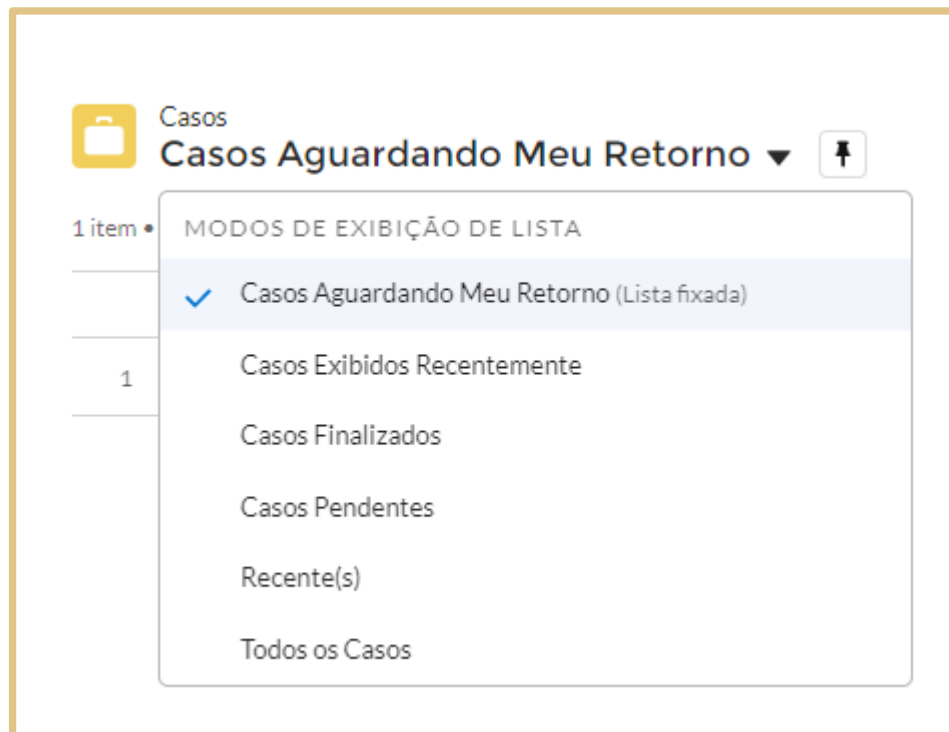 Casos
Casos Aguardando Meu Retorno
1 item •
MODOS DE EXIBIÇÃO DE LISTA
Casos Aguardando Meu Retorno (Lista fixada)
Casos Exibidos Recentemente
1
Casos Finalizados
Casos Pendentes
Recente(s)
Todos os Casos